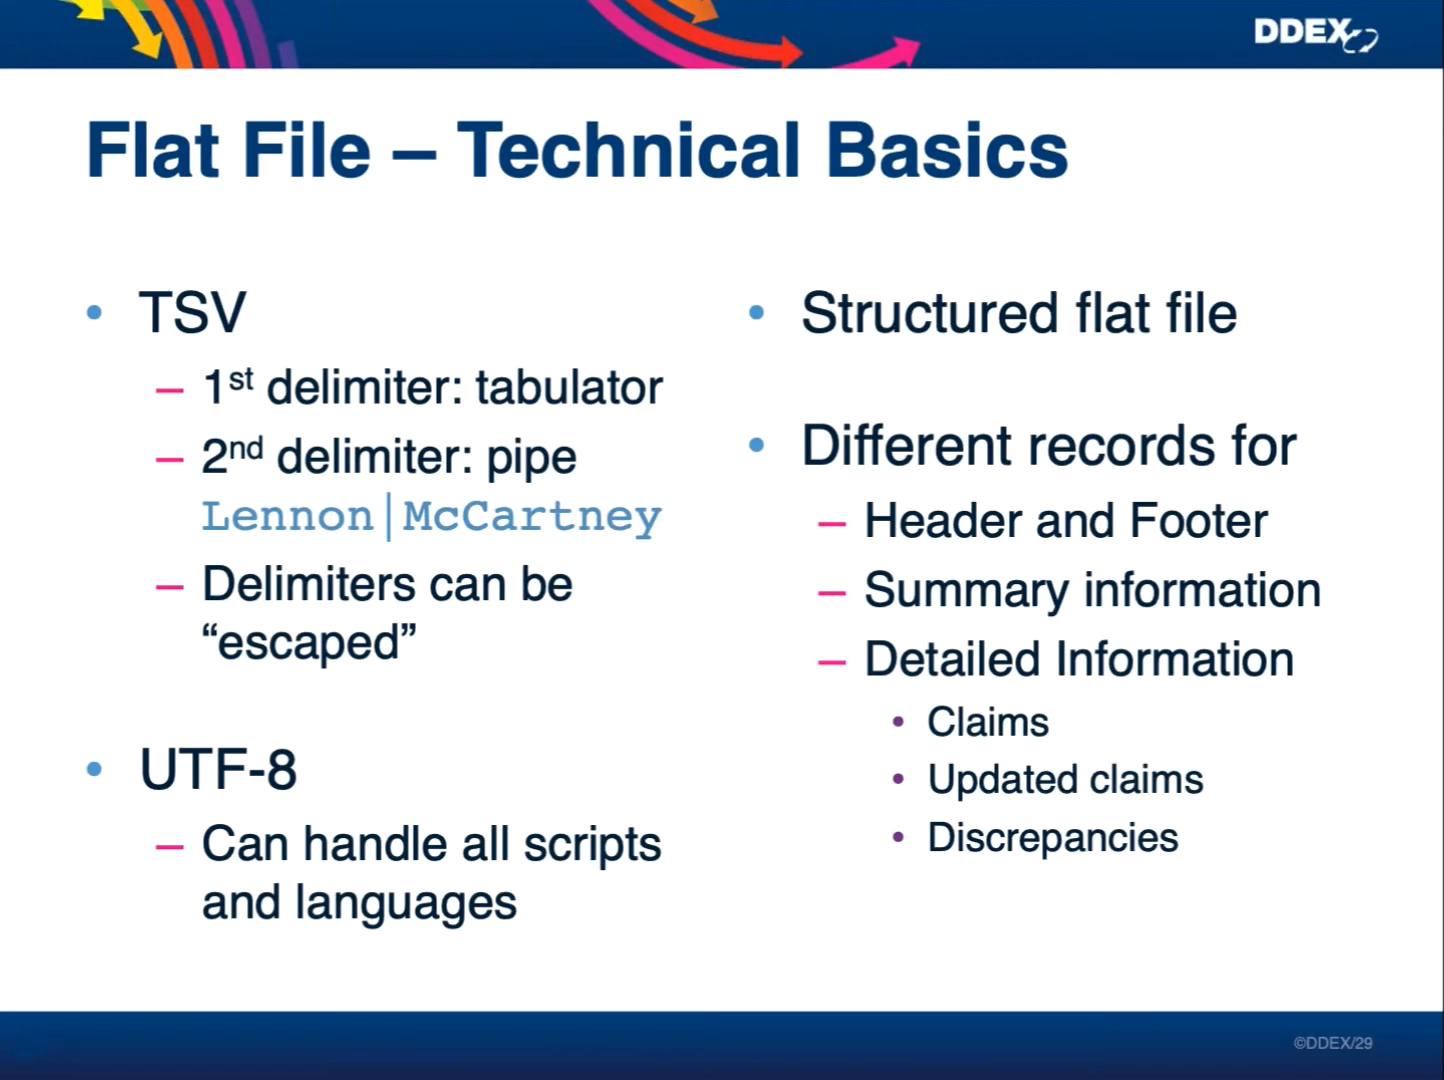 DDEX
Flat File – Technical Basics
• TSV
– 1st delimiter: tabulator
– 2nd delimiter: pipe
Lennon|McCartney
– Delimiters can be
“escaped”
• UTF-8
– Can handle all scripts
and languages
• Structured flat file
• Different records for
– Header and Footer
– Summary information
– Detailed Information
• Claims
• Updated claims
• Discrepancies
©DDEX/29